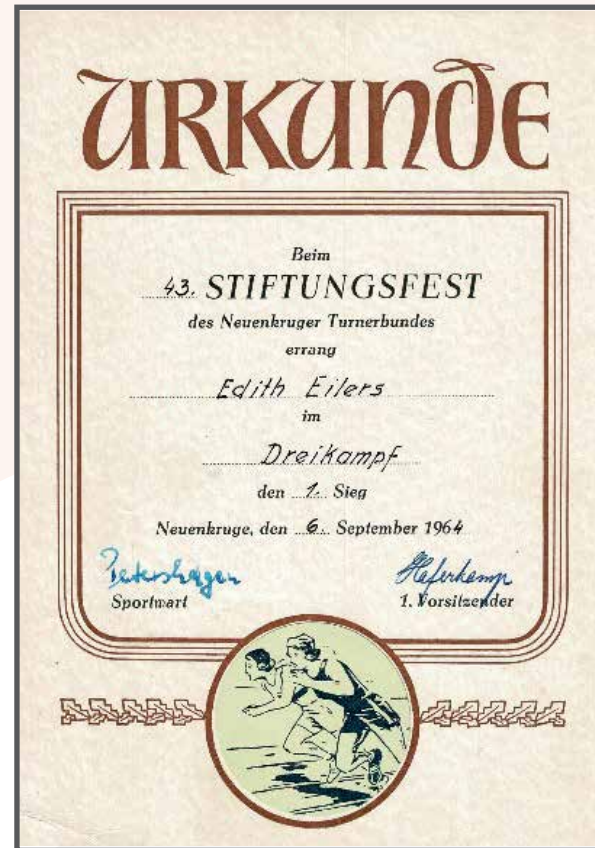 URKUNDE
Beim
43. STIFTUNGSFEST
des Neuenkruger Turnerbundes
errang
Edith Eilers
im
Dreikampf
den 1. Sieg
Neuenkruge, den 6. September 1964
Petershagen Haferkamp
Sportwart 1. Vorsitzender